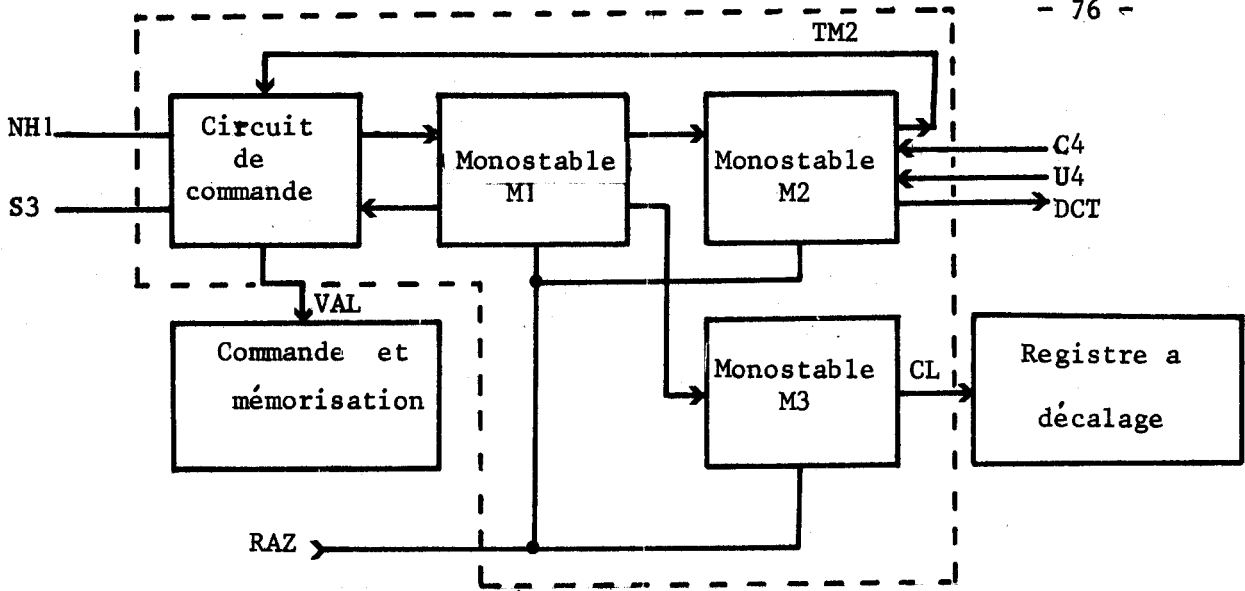 - 76 -
TM2
NH1
S3
Circuit
de
commande
Monostable
M1
Monostable
M2
C4
U4
DCT
VAL
Commande et
mémorisation
Monostable
M3
CL
Registre a
décalage
RAZ